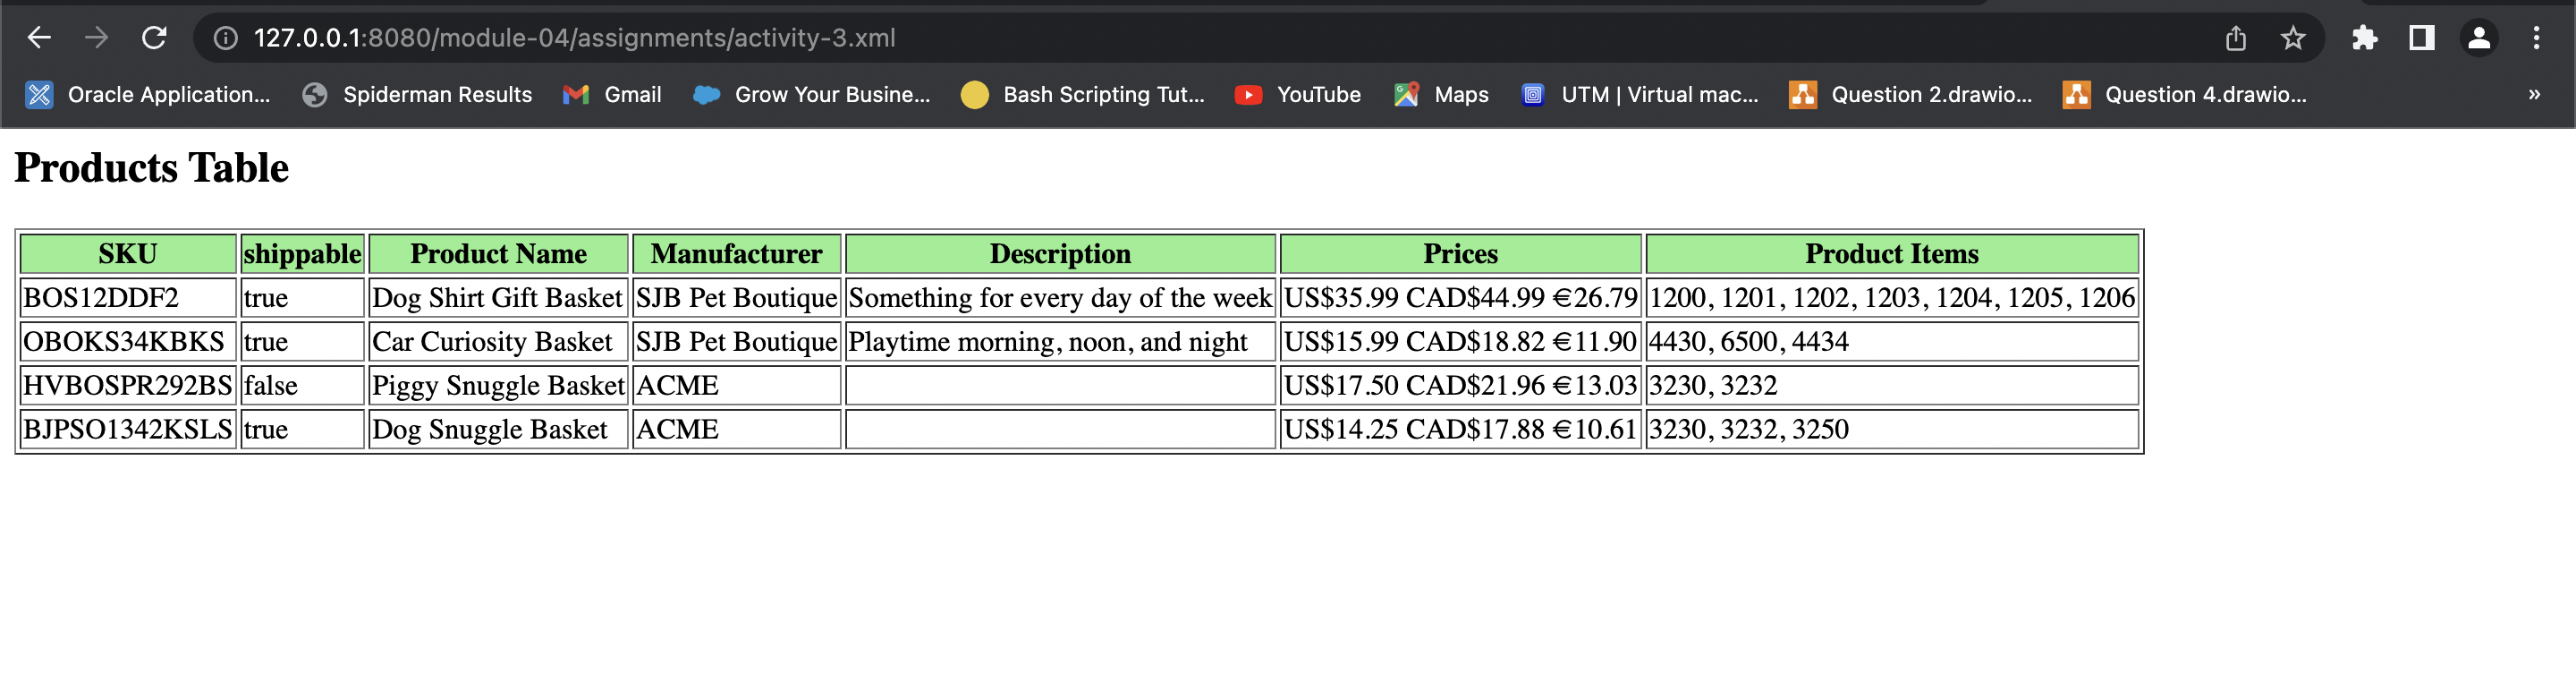 127.0.0.1:8080/module-04/assignments/activity-3.xml
Oracle Application... Spiderman Results Gmail Grow Your Busine... Bash Scripting Tut... YouTube Maps UTM | Virtual mac... Question 2.drawio... Question 4.drawio... »
Products Table
SKU shippable Product Name Manufacturer Description Prices Product Items
BOS12DDF2 true Dog Shirt Gift Basket SJB Pet Boutique Something for every day of the week US$35.99 CAD$44.99 €26.79 1200, 1201, 1202, 1203, 1204, 1205, 1206
OBOKS34KBKS true Car Curiosity Basket SJB Pet Boutique Playtime morning, noon, and night US$15.99 CAD$18.82 €11.90 4430, 6500, 4434
HVBOSPR292BS false Piggy Snuggle Basket ACME US$17.50 CAD$21.96 €13.03 3230, 3232
BJPSO1342KSLS true Dog Snuggle Basket ACME US$14.25 CAD$17.88 €10.61 3230, 3232, 3250